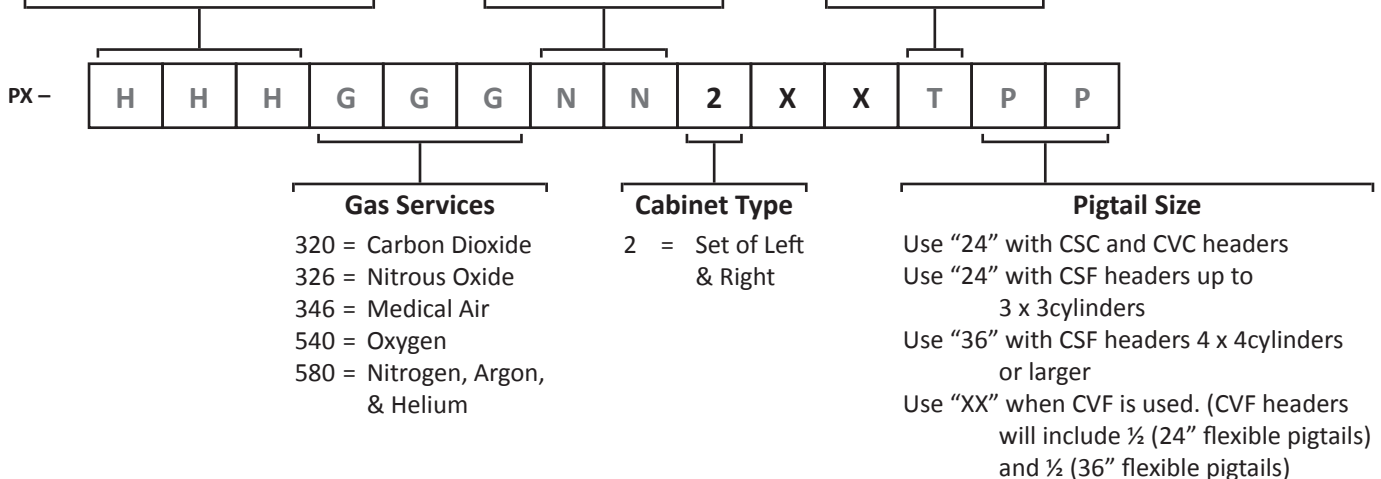 PX – H H H G G G N N 2 X X T P P
Gas Services
320 = Carbon Dioxide
326 = Nitrous Oxide
346 = Medical Air
540 = Oxygen
580 = Nitrogen, Argon,
& Helium
Cabinet Type
2 = Set of Left
& Right
Pigtail Size
Use “24” with CSC and CVC headers
Use “24” with CSF headers up to
3 x 3cylinders
Use “36” with CSF headers 4 x 4cylinders
or larger
Use “XX” when CVF is used. (CVF headers
will include ½ (24” flexible pigtails)
and ½ (36” flexible pigtails)